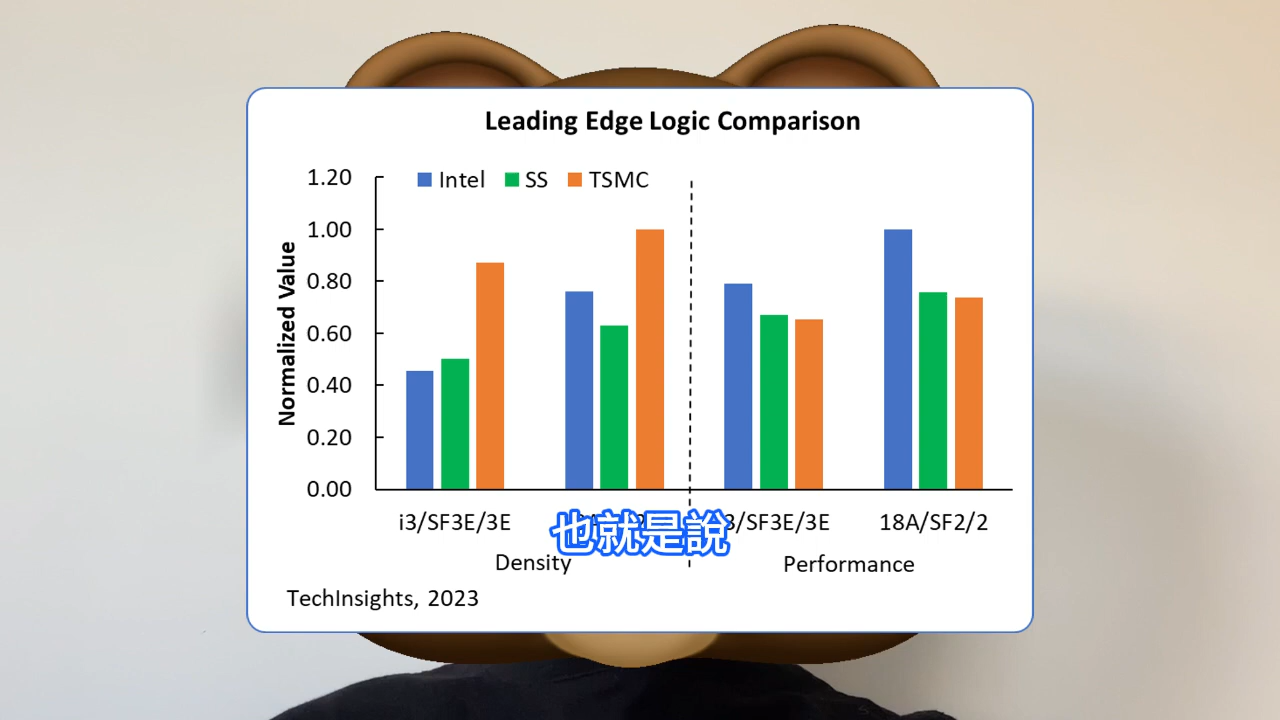 Leading Edge Logic Comparison
Intel SS TSMC
Normalized Value
1.20
1.00
0.80
0.60
0.40
0.20
0.00
i3/SF3E/3E
3/SF3E/3E
18A/SF2/2
也就是說
Density
Performance
TechInsights, 2023